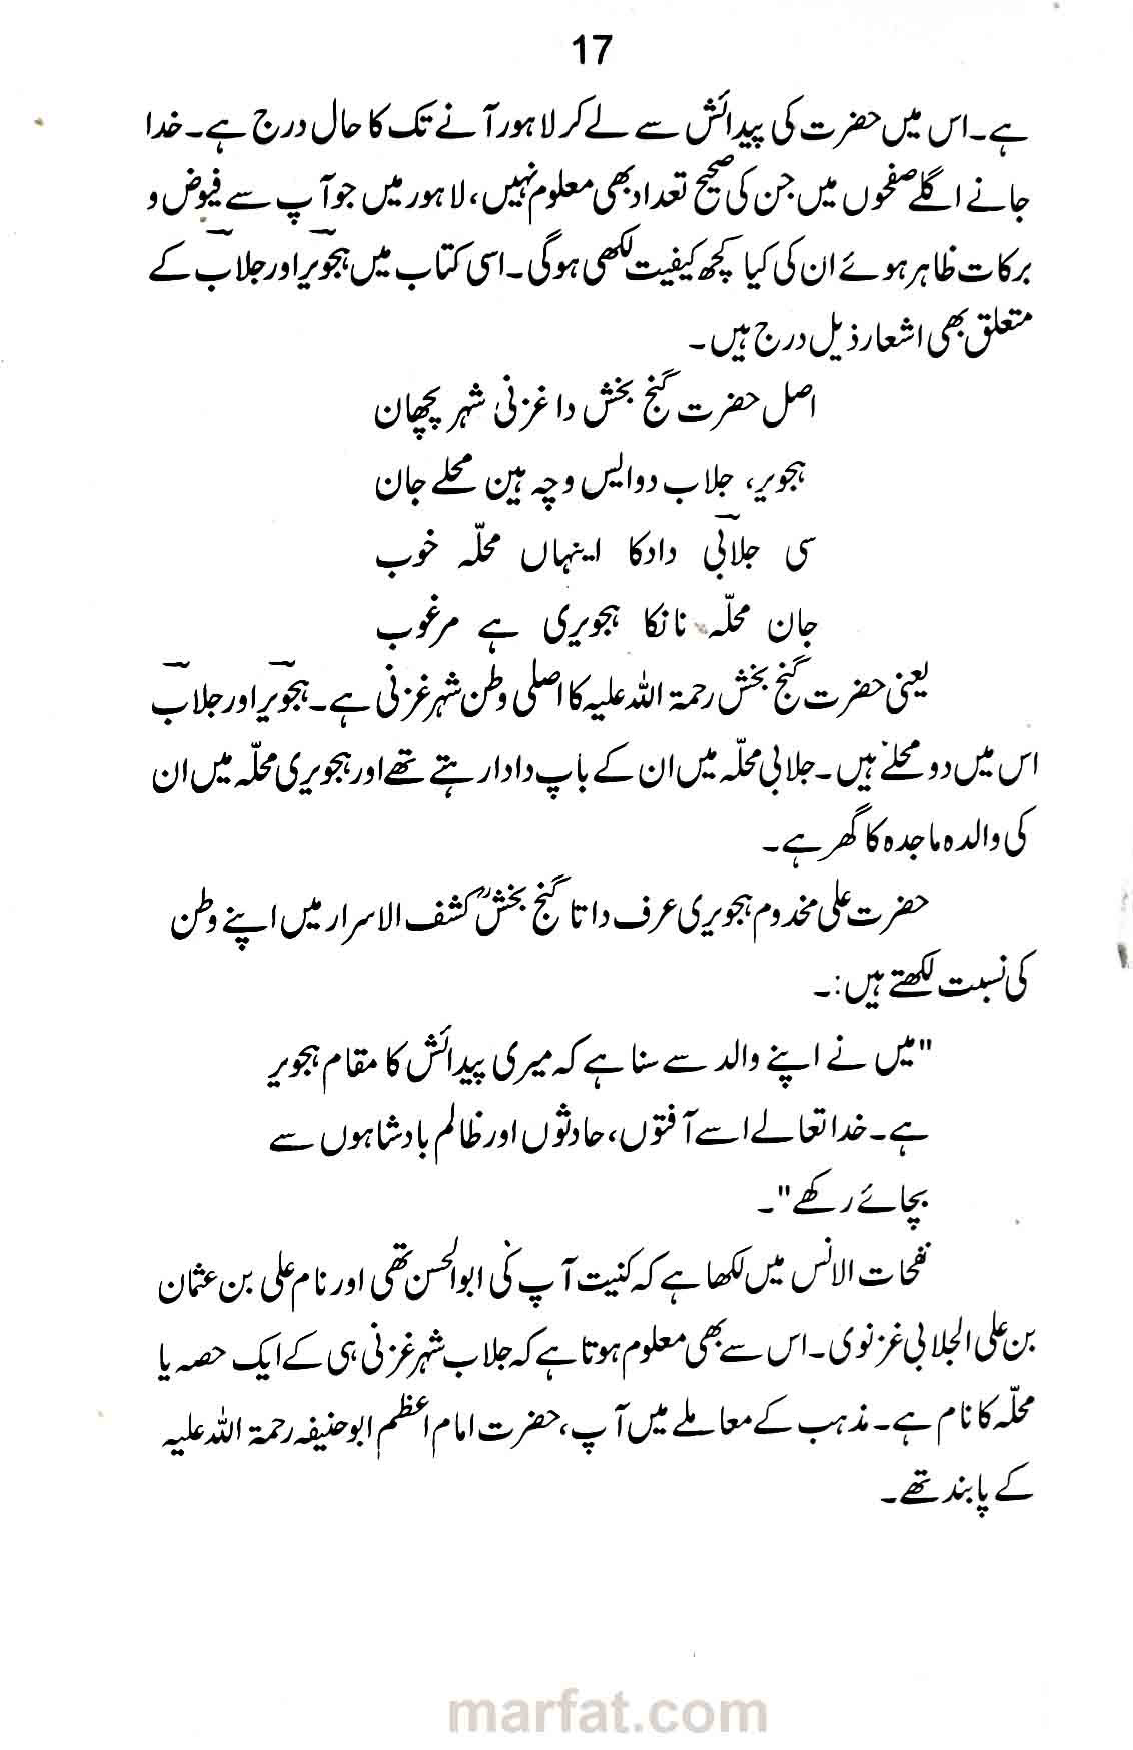 17
ہے۔ اس میں حضرت کی پیدائش سے لے کر لاہور آنے تک کا حال درج ہے۔ خدا
جانے اگلے صفحوں میں جن کی صحیح تعداد بھی معلوم نہیں، لاہور میں جو آپ سے فیوض و
برکات ظاہر ہوئے ان کی کیا کچھ کیفیت لکھی ہوگی۔ اسی کتاب میں ہجویر اور جلاب کے
متعلق بھی اشعار ذیل درج ہیں۔
اصل حضرت گنج بخش دا غزنی شہر پچھان
ہجویر، جلاب دوایس وچہ ہین محلے جان
سی جلابی دادکا اینہاں محلّہ خوب
جان محلّہ نانکا ہجویری ہے مرغوب
یعنی حضرت گنج بخش رحمۃ اللہ علیہ کا اصلی وطن شہر غزنی ہے۔ ہجویر اور جلاب
اس میں دو محلے ہیں۔ جلابی محلّہ میں ان کے باپ دادا رہتے تھے اور ہجویری محلّہ میں ان
کی والدہ ماجدہ کا گھر ہے۔
حضرت علی مخدوم ہجویری عرف داتا گنج بخشؒ کشف الاسرار میں اپنے وطن
کی نسبت لکھتے ہیں:۔
"میں نے اپنے والد سے سنا ہے کہ میری پیدائش کا مقام ہجویر
ہے۔ خدا تعالےٰ اسے آفتوں، حادثوں اور ظالم بادشاہوں سے
بچائے رکھے"۔
نفحات الانس میں لکھا ہے کہ کنیت آپ کی ابوالحسن تھی اور نام علی بن عثمان
بن علی الجلابی غزنوی۔ اس سے بھی معلوم ہوتا ہے کہ جلاب شہر غزنی ہی کے ایک حصہ یا
محلّہ کا نام ہے۔ مذہب کے معاملے میں آپ، حضرت امام اعظم ابوحنیفہ رحمۃ اللہ علیہ
کے پابند تھے۔
marfat.com